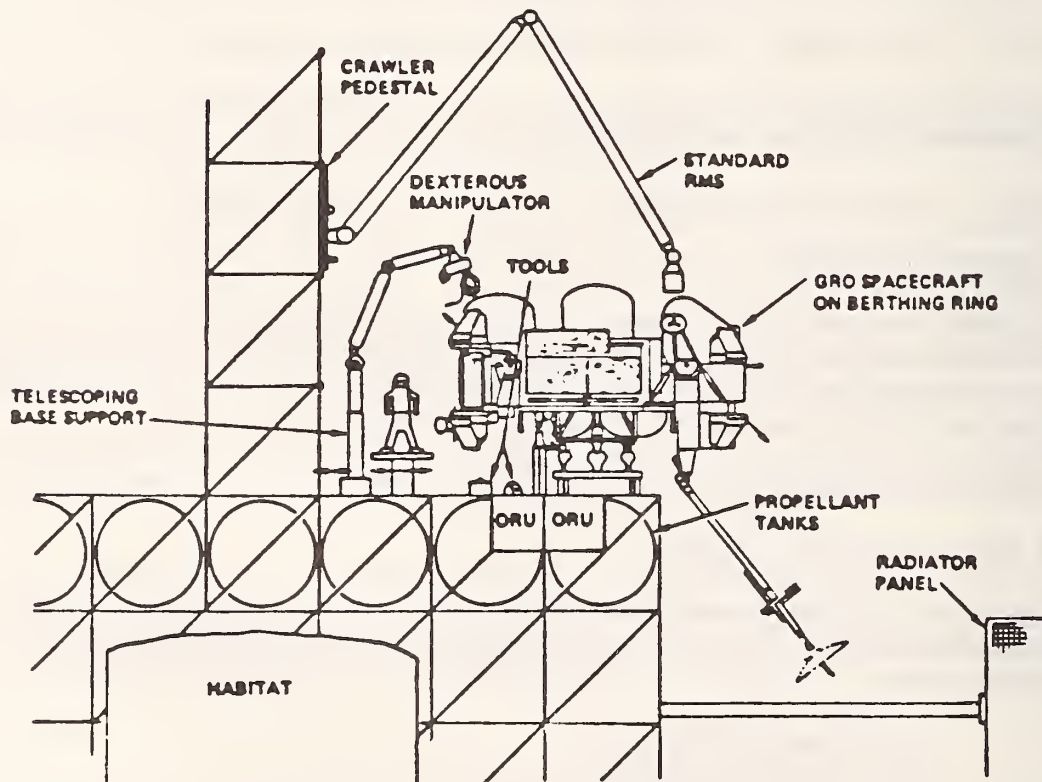 CRAWLER
PEDESTAL
STANDARD
RMS
DEXTEROUS
MANIPULATOR
TOOLS
GRO SPACECRAFT
ON BERTHING RING
TELESCOPING
BASE SUPPORT
ORU ORU
PROPELLANT
TANKS
RADIATOR
PANEL
HABITAT